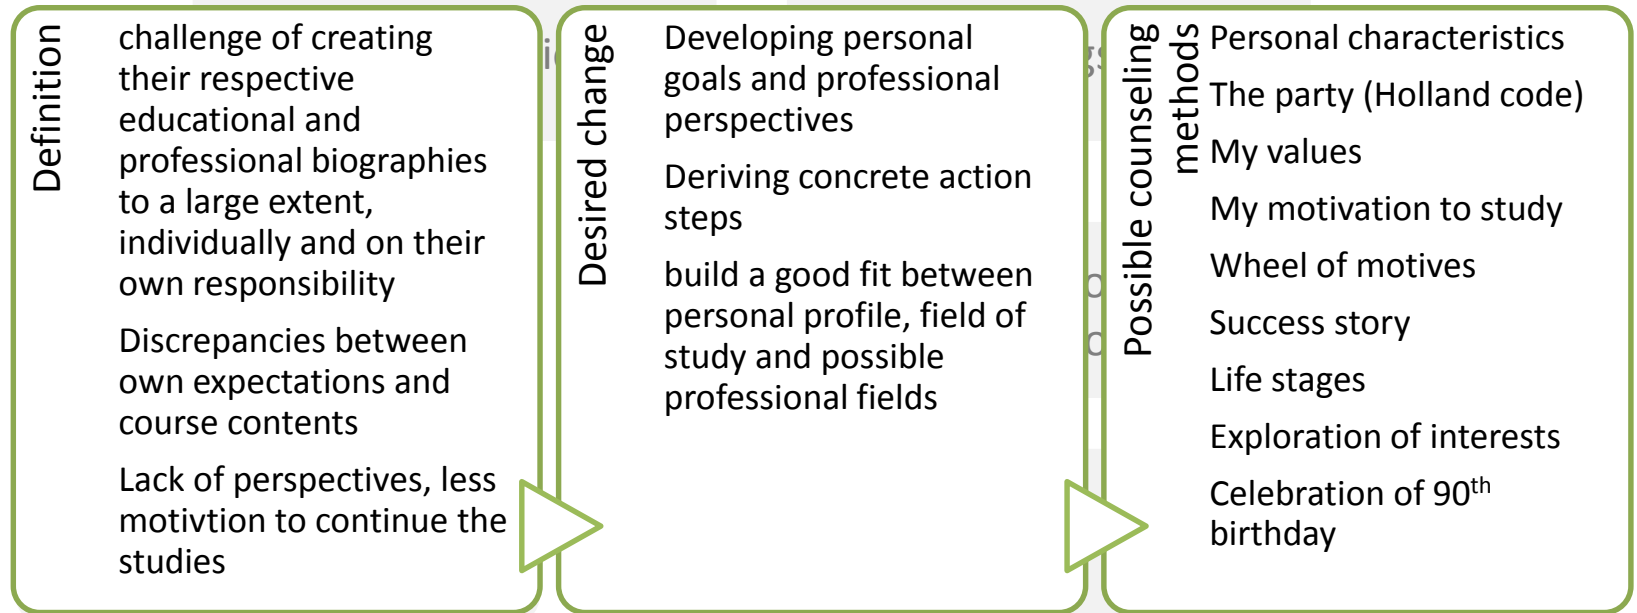 Definition
challenge of creating
their respective
educational and
professional biographies
to a large extent,
individually and on their
own responsibility
Discrepancies between
own expectations and
course contents
Lack of perspectives, less
motivtion to continue the
studies
Desired change
Developing personal
goals and professional
perspectives
Deriving concrete action
steps
build a good fit between
personal profile, field of
study and possible
professional fields
Possible counseling
methods
Personal characteristics
The party (Holland code)
My values
My motivation to study
Wheel of motives
Success story
Life stages
Exploration of interests
Celebration of 90th
birthday